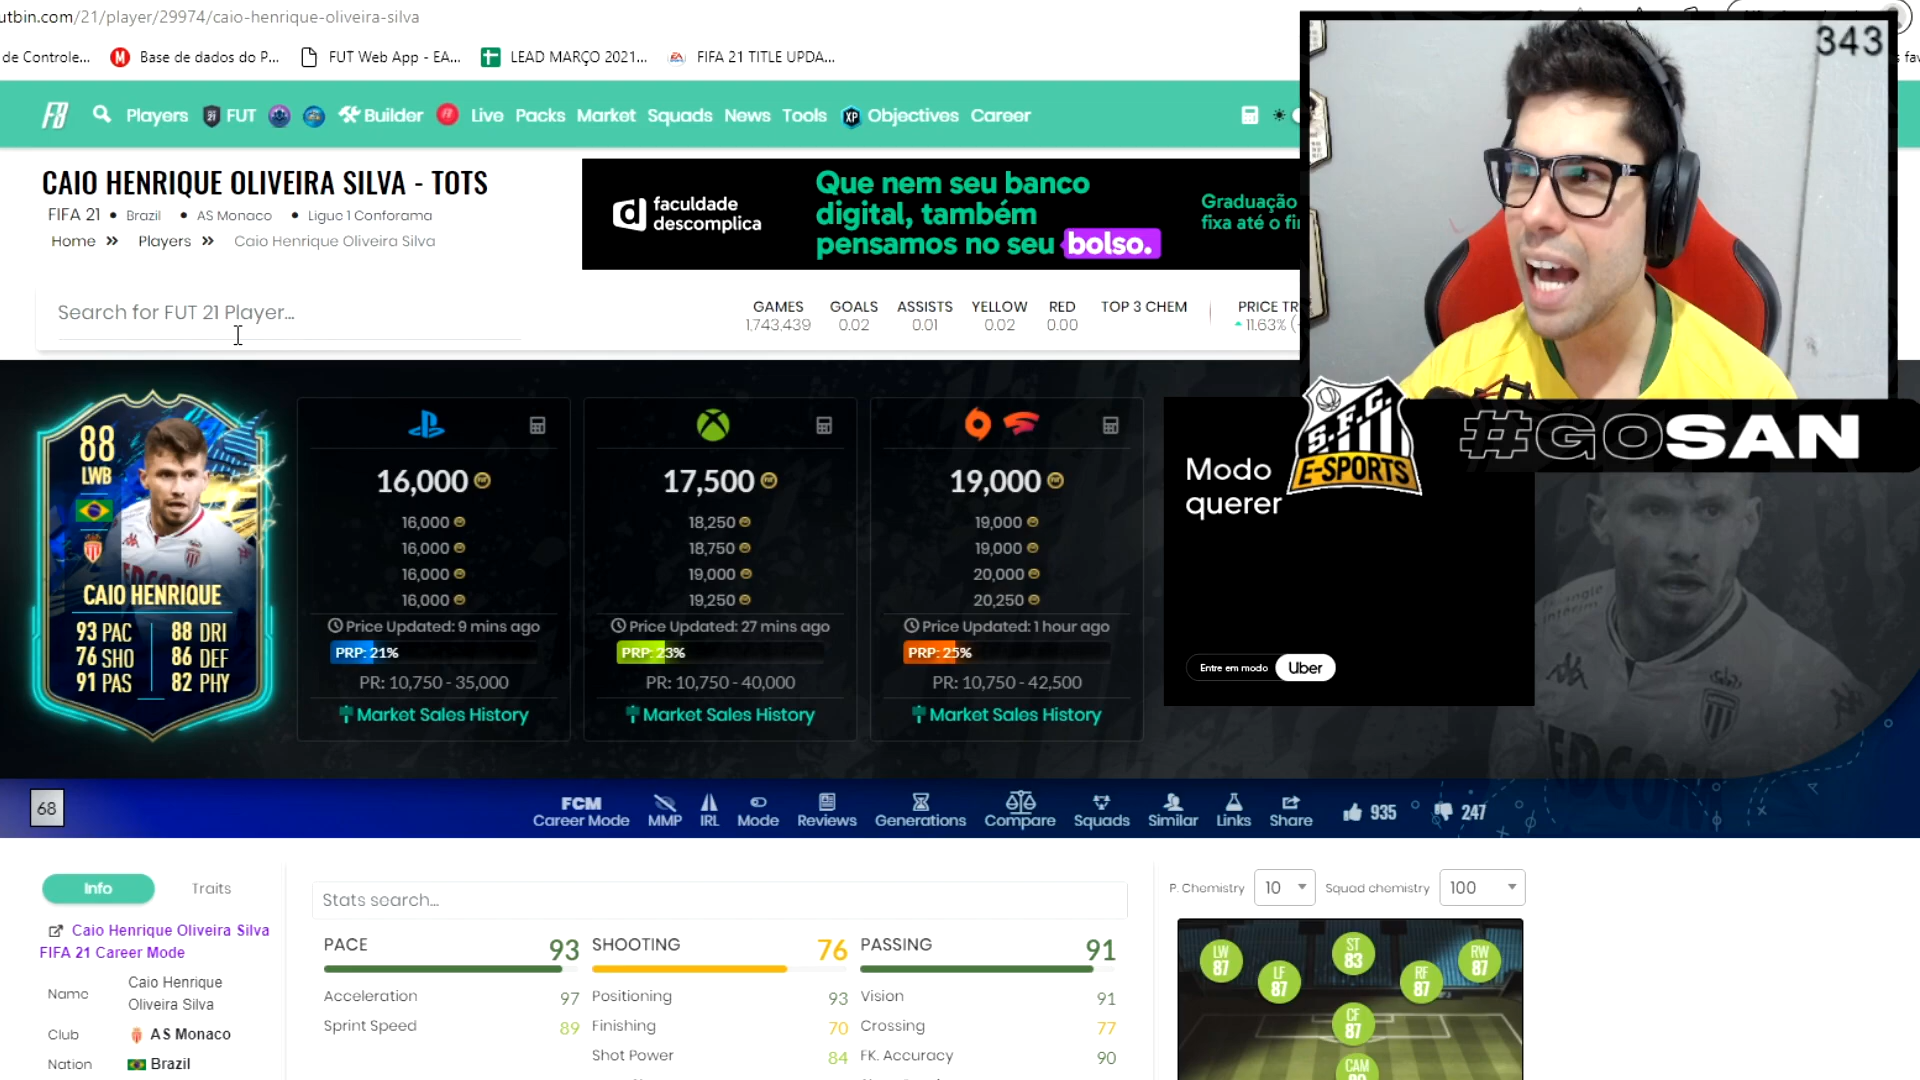 utbin.com/21/player/29974/caio-henrique-oliveira-silva
de Controle... Base de dados do P... FUT Web App - EA... LEAD MARÇO 2021... FIFA 21 TITLE UPDA...
343
Players FUT Builder Live Packs Market Squads News Tools XP Objectives Career
CAIO HENRIQUE OLIVEIRA SILVA - TOTS
FIFA 21 • Brazil • AS Monaco • Ligue 1 Conforama
Home » Players » Caio Henrique Oliveira Silva
d faculdade descomplica
Que nem seu banco
digital, também
pensamos no seu bolso.
Graduação
fixa até o fi
Search for FUT 21 Player...
GAMES GOALS ASSISTS YELLOW RED TOP 3 CHEM PRICE TR
1,743,439 0.02 0.01 0.02 0.00 11.63% (
88
LWB
CAIO HENRIQUE
93 PAC 88 DRI
76 SHO 86 DEF
91 PAS 82 PHY
16,000
16,000
16,000
16,000
16,000
Price Updated: 9 mins ago
PRP: 21%
PR: 10,750 - 35,000
Market Sales History
17,500
18,250
18,750
19,000
19,250
Price Updated: 27 mins ago
PRP: 23%
PR: 10,750 - 40,000
Market Sales History
19,000
19,000
19,000
20,000
20,250
Price Updated: 1 hour ago
PRP: 25%
PR: 10,750 - 42,500
Market Sales History
Modo
querer
Entre em modo Uber
S.F.C.
E-SPORTS
#GOSAN
68
FCM
Career Mode MMP IRL Mode Reviews Generations Compare Squads Similar Links Share 935 247
Info Traits
Caio Henrique Oliveira Silva
FIFA 21 Career Mode
Name Caio Henrique
Oliveira Silva
Club AS Monaco
Nation Brazil
Stats search...
PACE 93 SHOOTING 76 PASSING 91
Acceleration 97 Positioning 93 Vision 91
Sprint Speed 89 Finishing 70 Crossing 77
Shot Power 84 FK. Accuracy 90
P. Chemistry 10 Squad chemistry 100
LW 87
LF 87
ST 83
RF 87
RW 87
CF 87
CAM